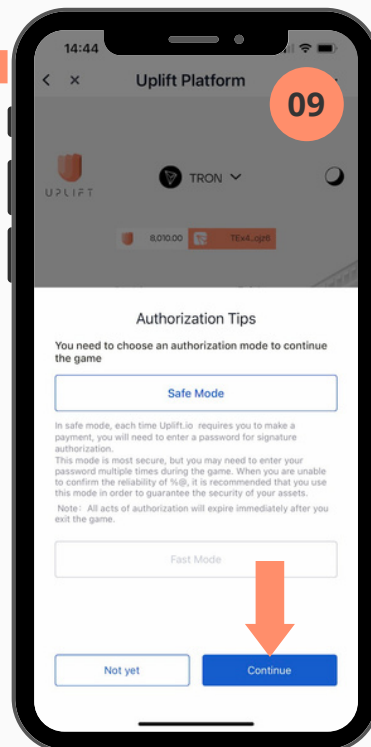 14:44
Uplift Platform
09
UPLIFT
TRON
8,010.00 TEx4...ojz6
Authorization Tips
You need to choose an authorization mode to continue
the game
Safe Mode
In safe mode, each time Uplift.io requires you to make a
payment, you will need to enter a password for signature
authorization.
This mode is most secure, but you may need to enter your
password multiple times during the game. When you are unable
to confirm the reliability of %@, it is recommended that you use
this mode in order to guarantee the security of your assets.
Note: All acts of authorization will expire immediately after you
exit the game.
Fast Mode
Not yet
Continue